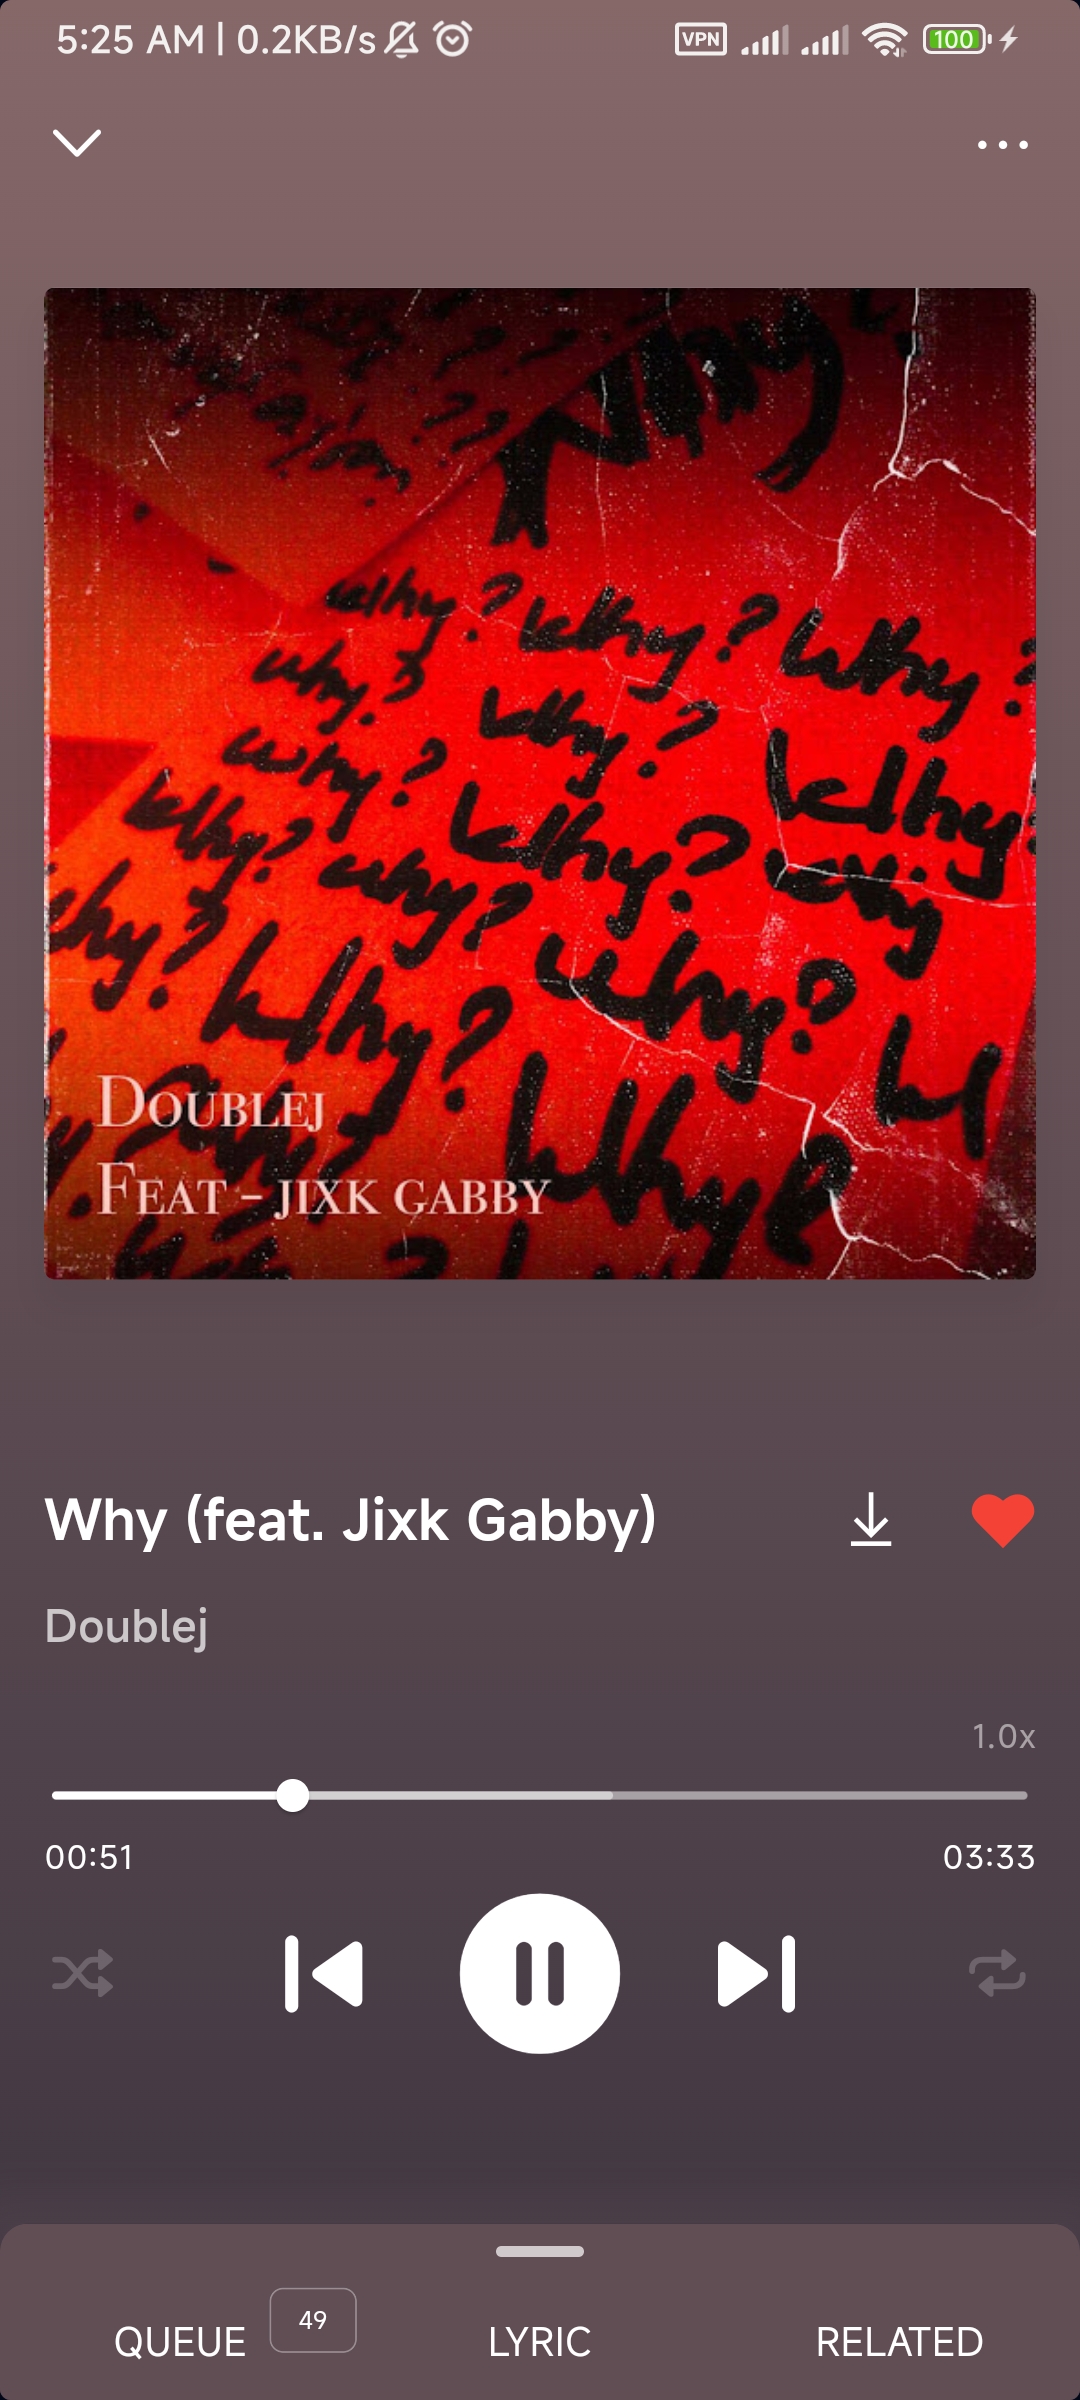 5:25 AM | 0.2KB/s VPN 100
Why
why? Why? Why?
why? Why?
why? Why? Why?
Why? why? Why
why? Why? why?
Why?
DOUBLEJ
FEAT - JIXK GABBY
Why (feat. Jixk Gabby)
Doublej
1.0x
00:51 03:33
QUEUE 49 LYRIC RELATED